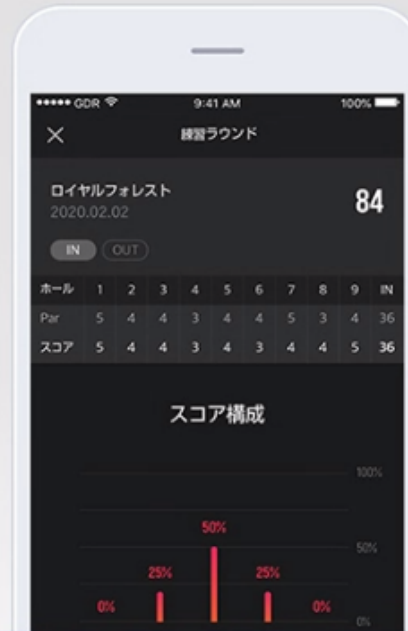 GDR 9:41 AM 100%
練習ラウンド
ロイヤルフォレスト 84
2020.02.02
IN OUT
ホール 1 2 3 4 5 6 7 8 9 IN
Par 5 4 4 3 4 4 5 3 4 36
スコア 5 4 4 3 4 3 4 4 5 36
スコア構成
100%
50%
50%
25% 25%
0% 0%
0%